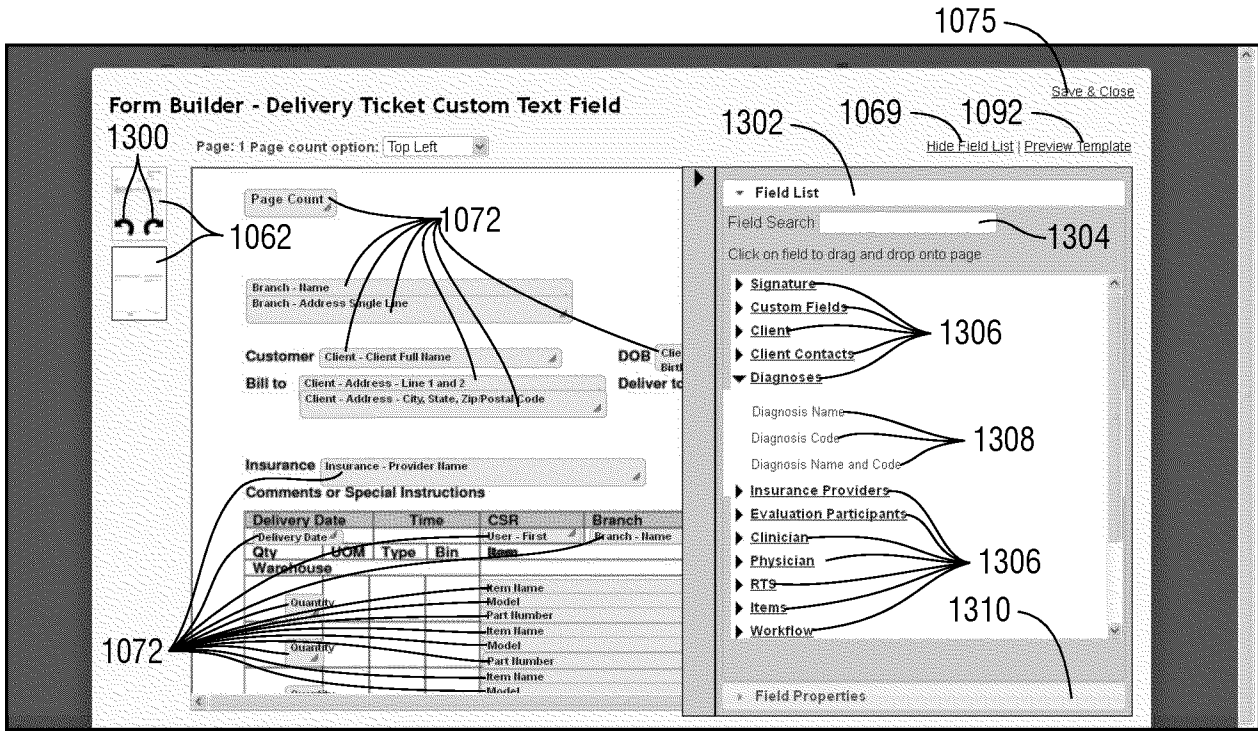 1075
viewed document.
Save & Close
Form Builder - Delivery Ticket Custom Text Field
1300
1302
1069
1092
Page: 1 Page count option: Top Left
Hide Field List | Preview Template
Page Count
1072
1062
Field List
Field Search
1304
Click on field to drag and drop onto page
Branch - Name
Branch - Address Single Line
Signature
Custom Fields
Client
Client Contacts
Diagnoses
1306
Customer Client - Client Full Name
DOB Clie
Birth
Bill to Client - Address - Line 1 and 2
Client - Address - City, State, Zip/Postal Code
Deliver to
Diagnosis Name
Diagnosis Code
Diagnosis Name and Code
1308
Insurance Insurance - Provider Name
Comments or Special Instructions
Insurance Providers
Evaluation Participants
Clinician
Physician
RTS
Items
Workflow
1306
1310
Delivery Date Time CSR Branch
Delivery Date User - First Branch - Name
Qty UOM Type Bin Item
Warehouse
Item Name
Quantity Model
Part Number
Item Name
Quantity Model
Part Number
Item Name
Quantity Model
1072
Field Properties